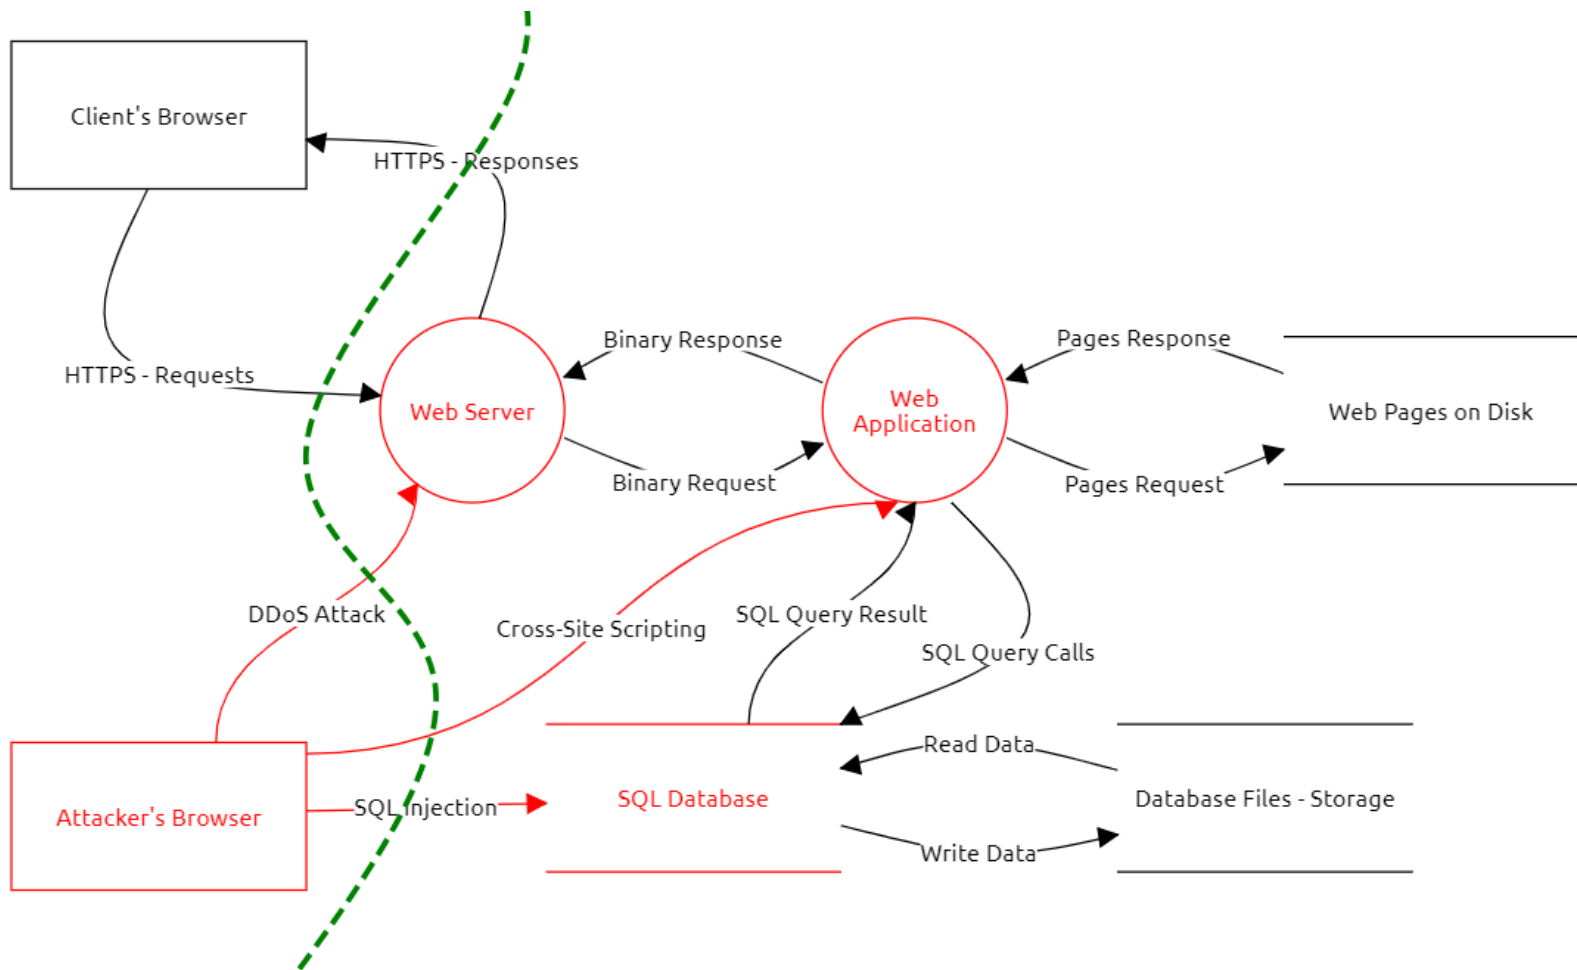 Client's Browser
HTTPS - Responses
HTTPS - Requests
Web Server
Binary Response
Binary Request
Web
Application
Pages Response
Pages Request
Web Pages on Disk
DDoS Attack
Cross-Site Scripting
SQL Query Result
SQL Query Calls
Attacker's Browser
SQL Injection
SQL Database
Read Data
Write Data
Database Files - Storage